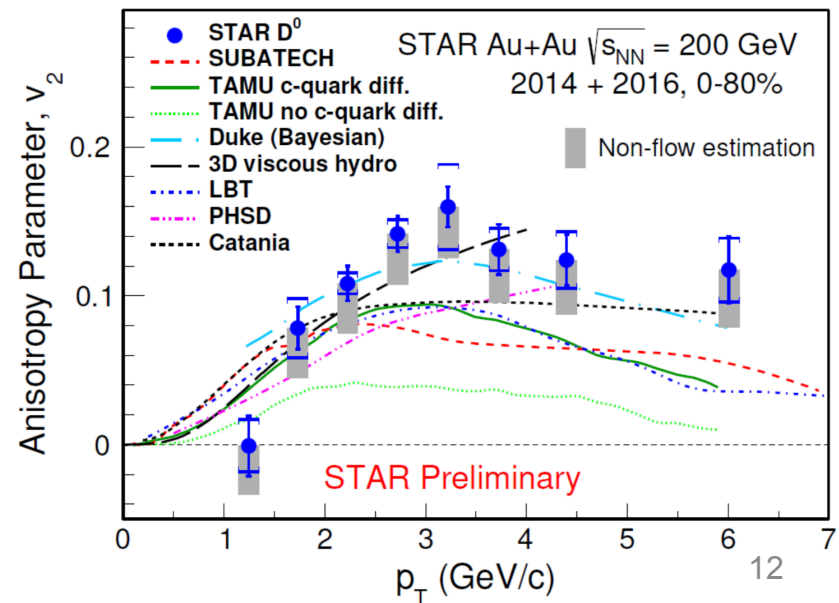 STAR D⁰
SUBATECH
TAMU c-quark diff.
TAMU no c-quark diff.
Duke (Bayesian)
3D viscous hydro
LBT
PHSD
Catania
STAR Au+Au √s_NN = 200 GeV
2014 + 2016, 0-80%
Non-flow estimation
Anisotropy Parameter, v₂
0.2
0.1
0
STAR Preliminary
0 1 2 3 4 5 6 7
p_T (GeV/c)
12